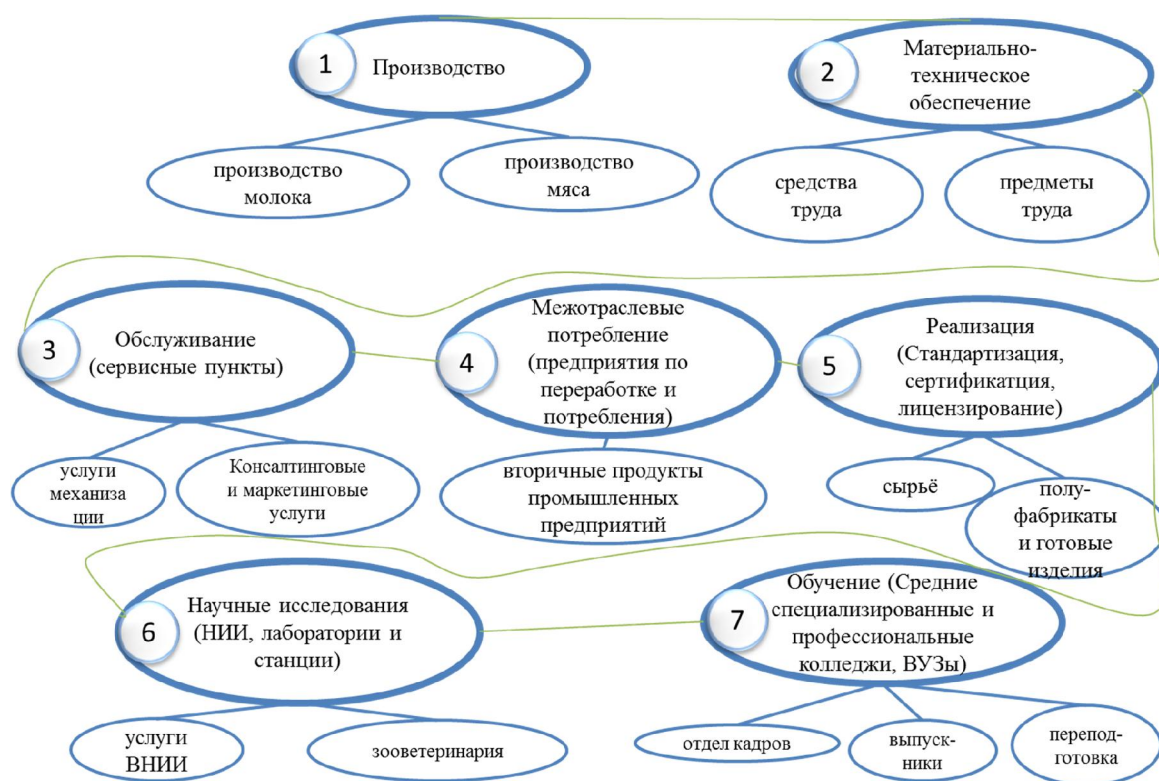 1
Производство
2
Материально-
техническое
обеспечение
производство
молока
производство
мяса
средства
труда
предметы
труда
3
Обслуживание
(сервисные пункты)
4
Межотраслевые
потребление
(предприятия по
переработке и
потребления)
5
Реализация
(Стандартизация,
сертификатция,
лицензирование)
услуги
механиза
ции
Консалтинговые
и маркетинговые
услуги
вторичные продукты
промышленных
предприятий
сырьё
полу-
фабрикаты
и готовые
изделия
6
Научные исследования
(НИИ, лаборатории и
станции)
7
Обучение (Средние
специализированные и
профессиональные
колледжи, ВУЗы)
услуги
ВНИИ
зооветеринария
отдел кадров
выпуск-
ники
перепод-
готовка